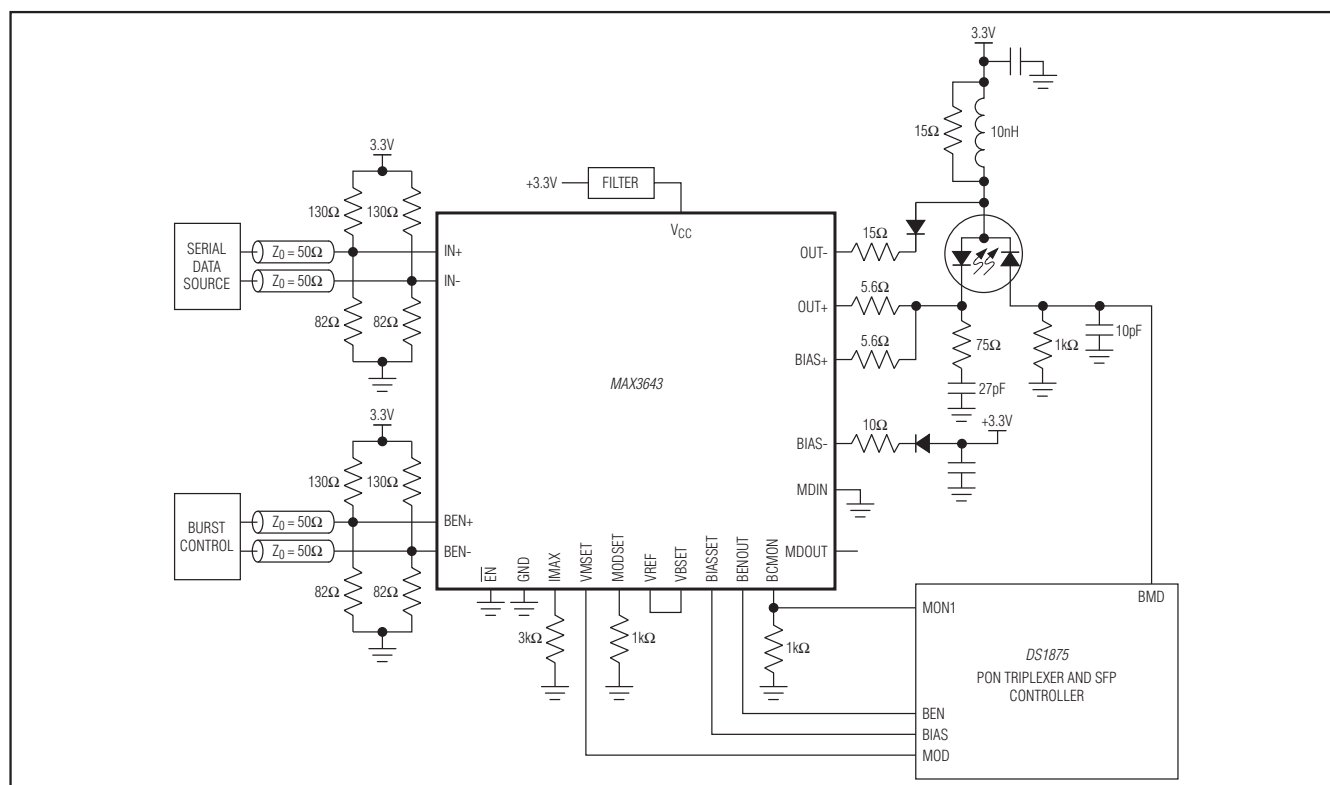 3.3V
15Ω
10nH
+3.3V
FILTER
3.3V
130Ω
130Ω
SERIAL
DATA
SOURCE
Z0 = 50Ω
Z0 = 50Ω
82Ω
82Ω
IN+
IN-
VCC
MAX3643
OUT-
15Ω
OUT+
5.6Ω
BIAS+
5.6Ω
75Ω
27pF
1kΩ
10pF
BIAS-
10Ω
+3.3V
MDIN
MDOUT
3.3V
130Ω
130Ω
BURST
CONTROL
Z0 = 50Ω
Z0 = 50Ω
82Ω
82Ω
BEN+
BEN-
EN
GND
IMAX
VMSET
MODSET
VREF
VBSET
BIASSET
BENOUT
BCMON
3kΩ
1kΩ
1kΩ
MON1
BMD
DS1875
PON TRIPLEXER AND SFP
CONTROLLER
BEN
BIAS
MOD